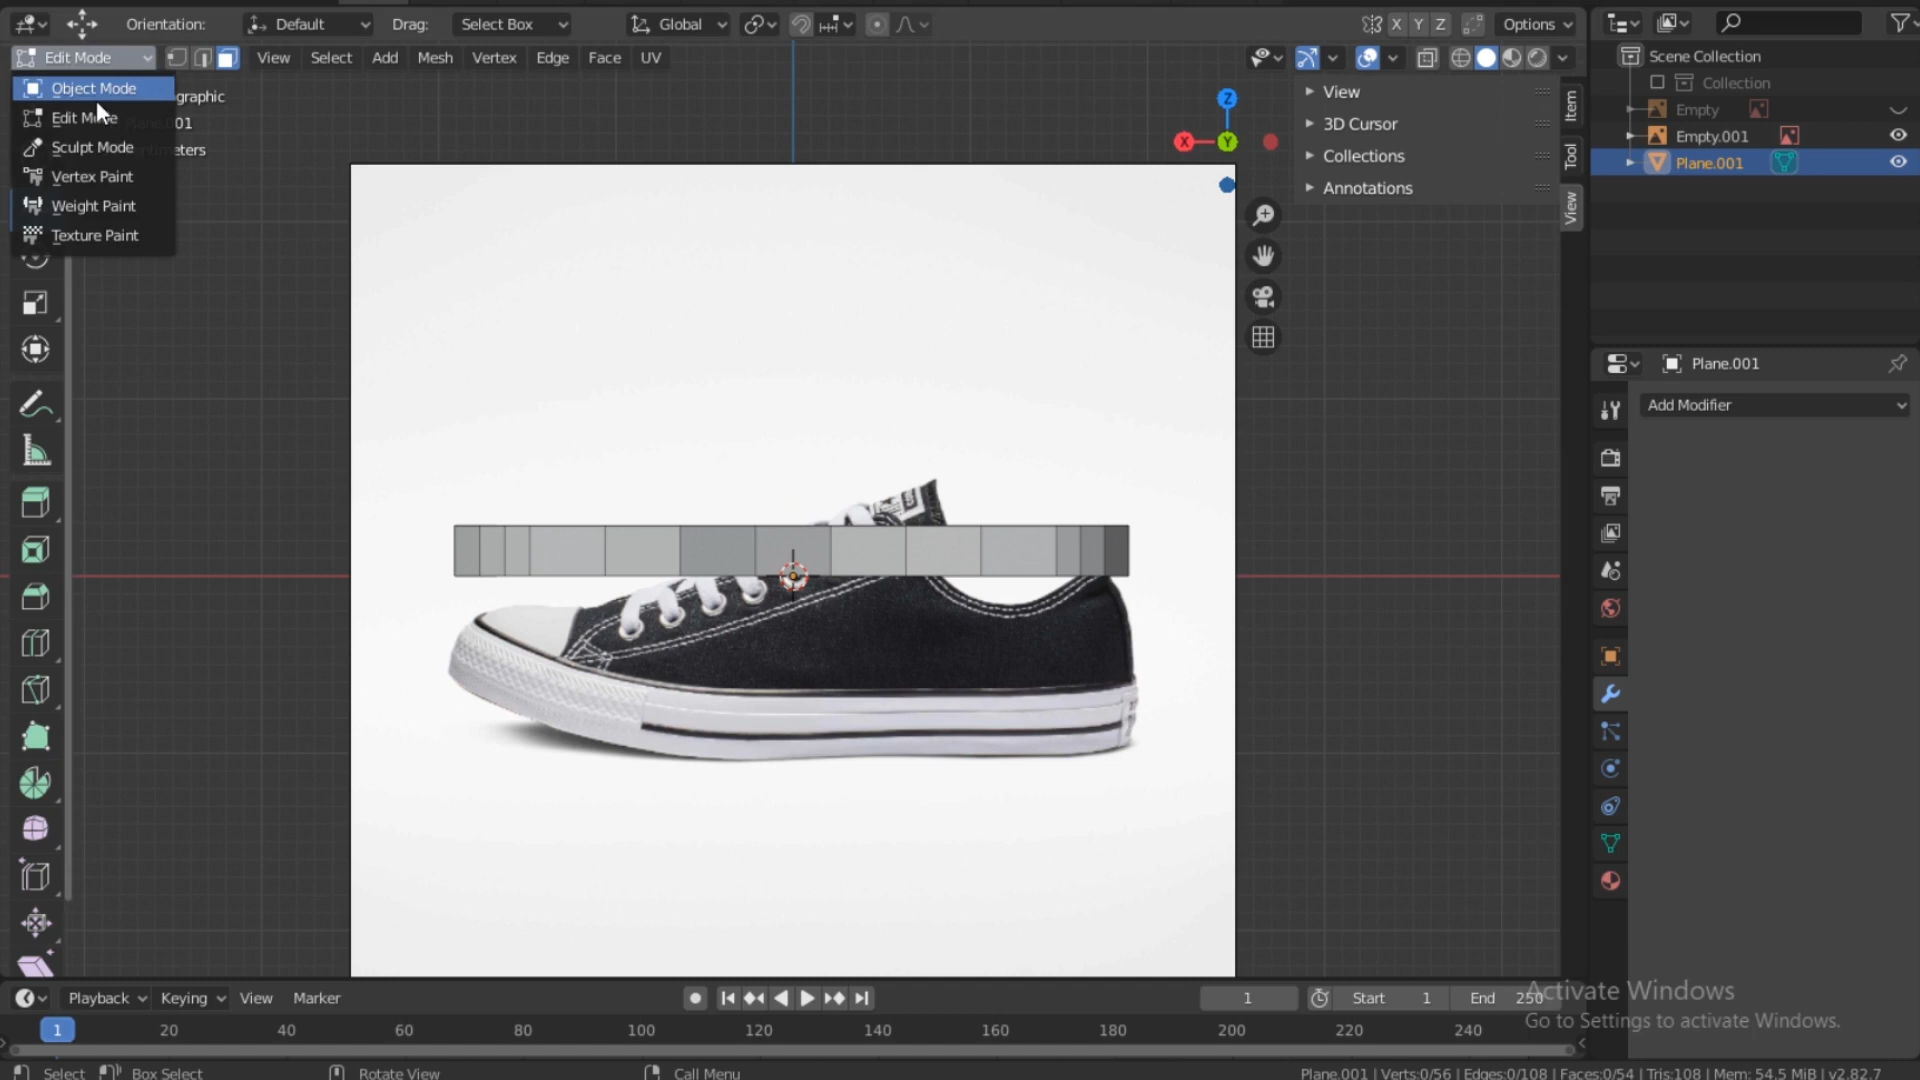 Orientation: Default Drag: Select Box Global X Y Z Options
Edit Mode View Select Add Mesh Vertex Edge Face UV
Object Mode
Edit Mode
Sculpt Mode
Vertex Paint
Weight Paint
Texture Paint
graphic
001
meters
Z
X
Y
View
3D Cursor
Collections
Annotations
Item
Tool
View
Scene Collection
Collection
Empty
Empty.001
Plane.001
Plane.001
Add Modifier
Playback Keying View Marker 1 Start 1 End 250
1 20 40 60 80 100 120 140 160 180 200 220 240
Activate Windows
Go to Settings to activate Windows.
Select Box Select Rotate View Call Menu Plane.001 | Verts:0/56 | Edges:0/108 | Faces:0/54 | Tris:108 | Mem: 54.5 MiB | v2.82.7